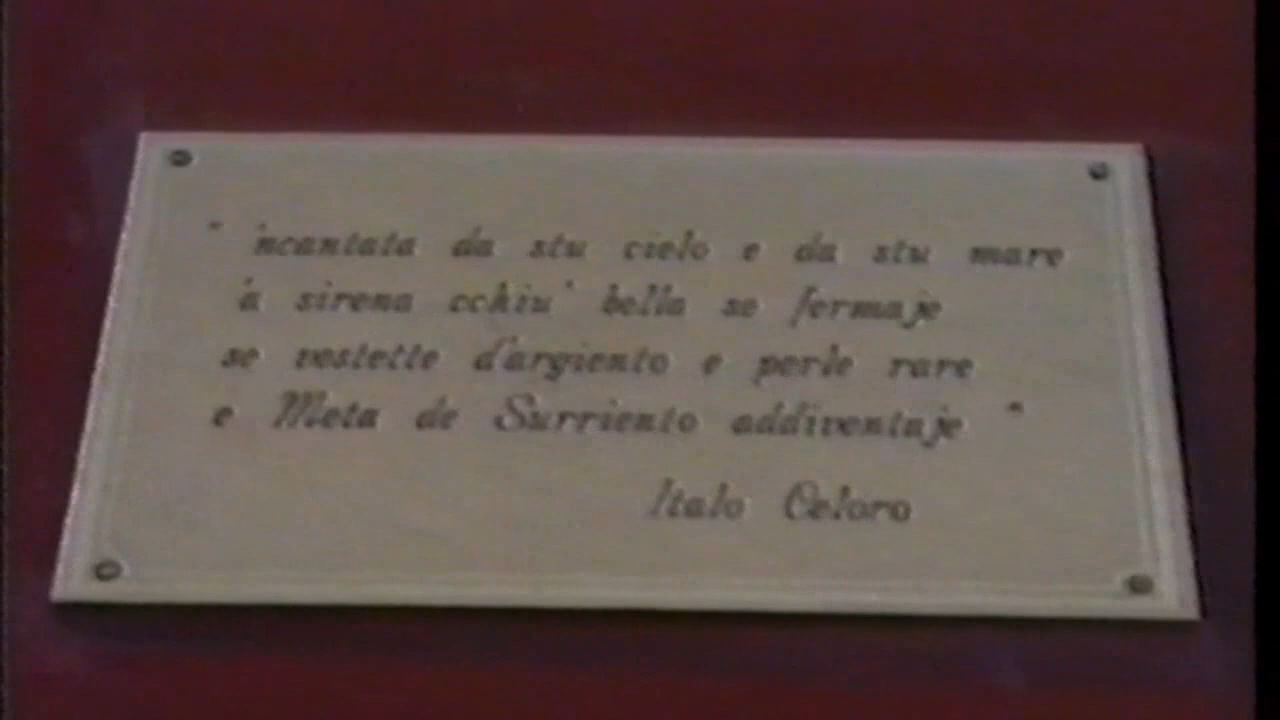 " 'ncantata da stu cielo e da stu mare
'a sirena cchiu' bella se fermaje
se vestette d'argiento e perle rare
e Meta de Surriento addiventaje "
Italo Celoro